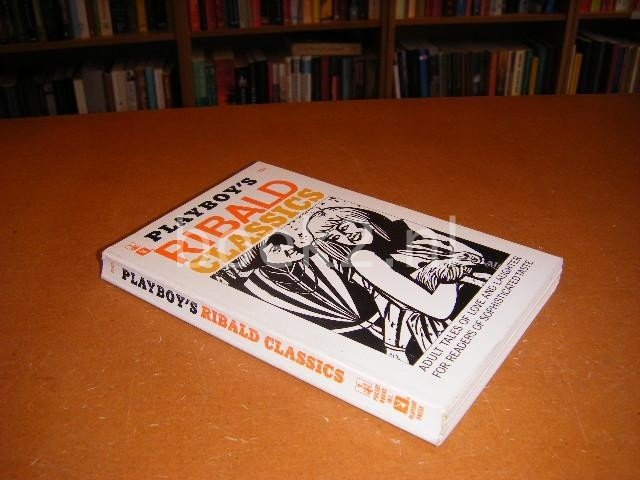 PLAYBOY'S
RIBALD
CLASSICS
ADULT TALES OF LOVE AND LAUGHTER
FOR READERS OF SOPHISTICATED TASTE
PLAYBOY'S RIBALD CLASSICS